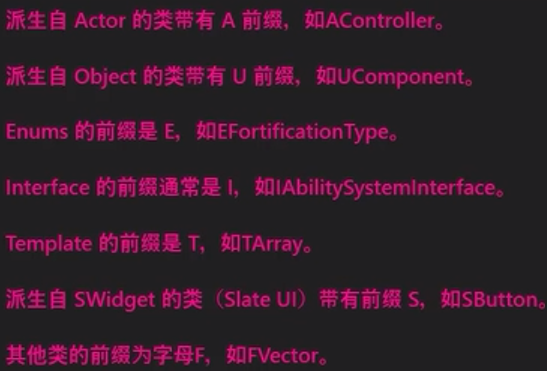 派生自 Actor 的类带有 A 前缀，如AController。
派生自 Object 的类带有 U 前缀，如UComponent。
Enums 的前缀是 E，如EFortificationType。
Interface 的前缀通常是 I，如IAbilitySystemInterface。
Template 的前缀是 T，如TArray。
派生自 SWidget 的类（Slate UI）带有前缀 S，如SButton。
其他类的前缀为字母F，如FVector。